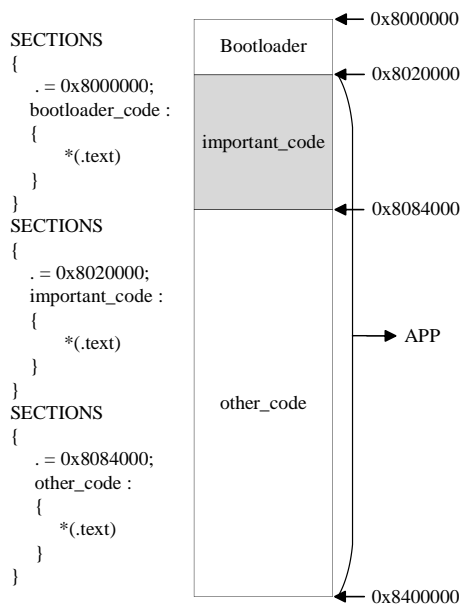 SECTIONS
{
. = 0x8000000;
bootloader_code :
{
*(.text)
}
}
SECTIONS
{
. = 0x8020000;
important_code :
{
*(.text)
}
}
SECTIONS
{
. = 0x8084000;
other_code :
{
*(.text)
}
}
Bootloader
important_code
other_code
0x8000000
0x8020000
0x8084000
APP
0x8400000